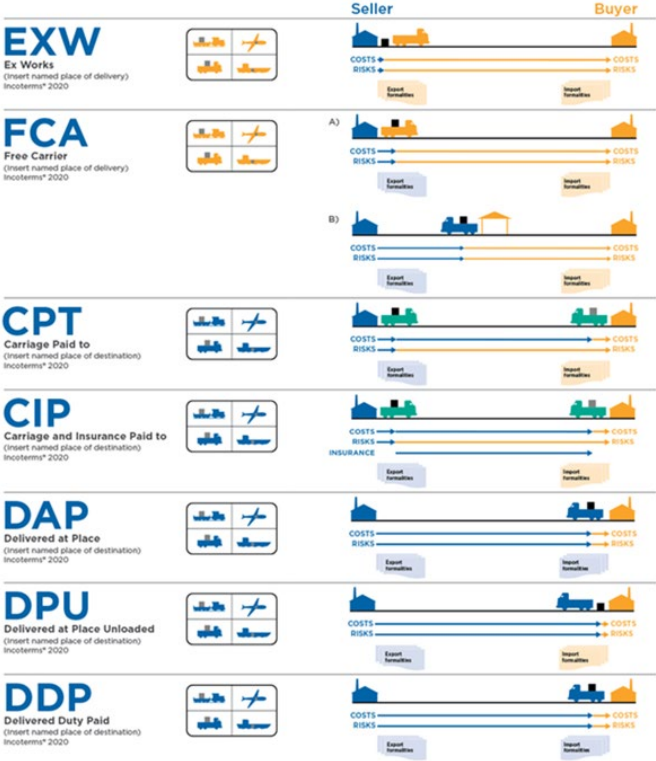 Seller Buyer
EXW
Ex Works
(Insert named place of delivery)
Incoterms® 2020
COSTS COSTS
RISKS RISKS
Export formalities
Import formalities
FCA
Free Carrier
(Insert named place of delivery)
Incoterms® 2020
A)
COSTS COSTS
RISKS RISKS
Export formalities
Import formalities
B)
COSTS COSTS
RISKS RISKS
Export formalities
Import formalities
CPT
Carriage Paid to
(Insert named place of destination)
Incoterms® 2020
COSTS COSTS
RISKS RISKS
Export formalities
Import formalities
CIP
Carriage and Insurance Paid to
(Insert named place of destination)
Incoterms® 2020
COSTS COSTS
RISKS RISKS
INSURANCE
Export formalities
Import formalities
DAP
Delivered at Place
(Insert named place of destination)
Incoterms® 2020
COSTS COSTS
RISKS RISKS
Export formalities
Import formalities
DPU
Delivered at Place Unloaded
(Insert named place of destination)
Incoterms® 2020
COSTS COSTS
RISKS RISKS
Export formalities
Import formalities
DDP
Delivered Duty Paid
(Insert named place of destination)
Incoterms® 2020
COSTS COSTS
RISKS RISKS
Export formalities
Import formalities